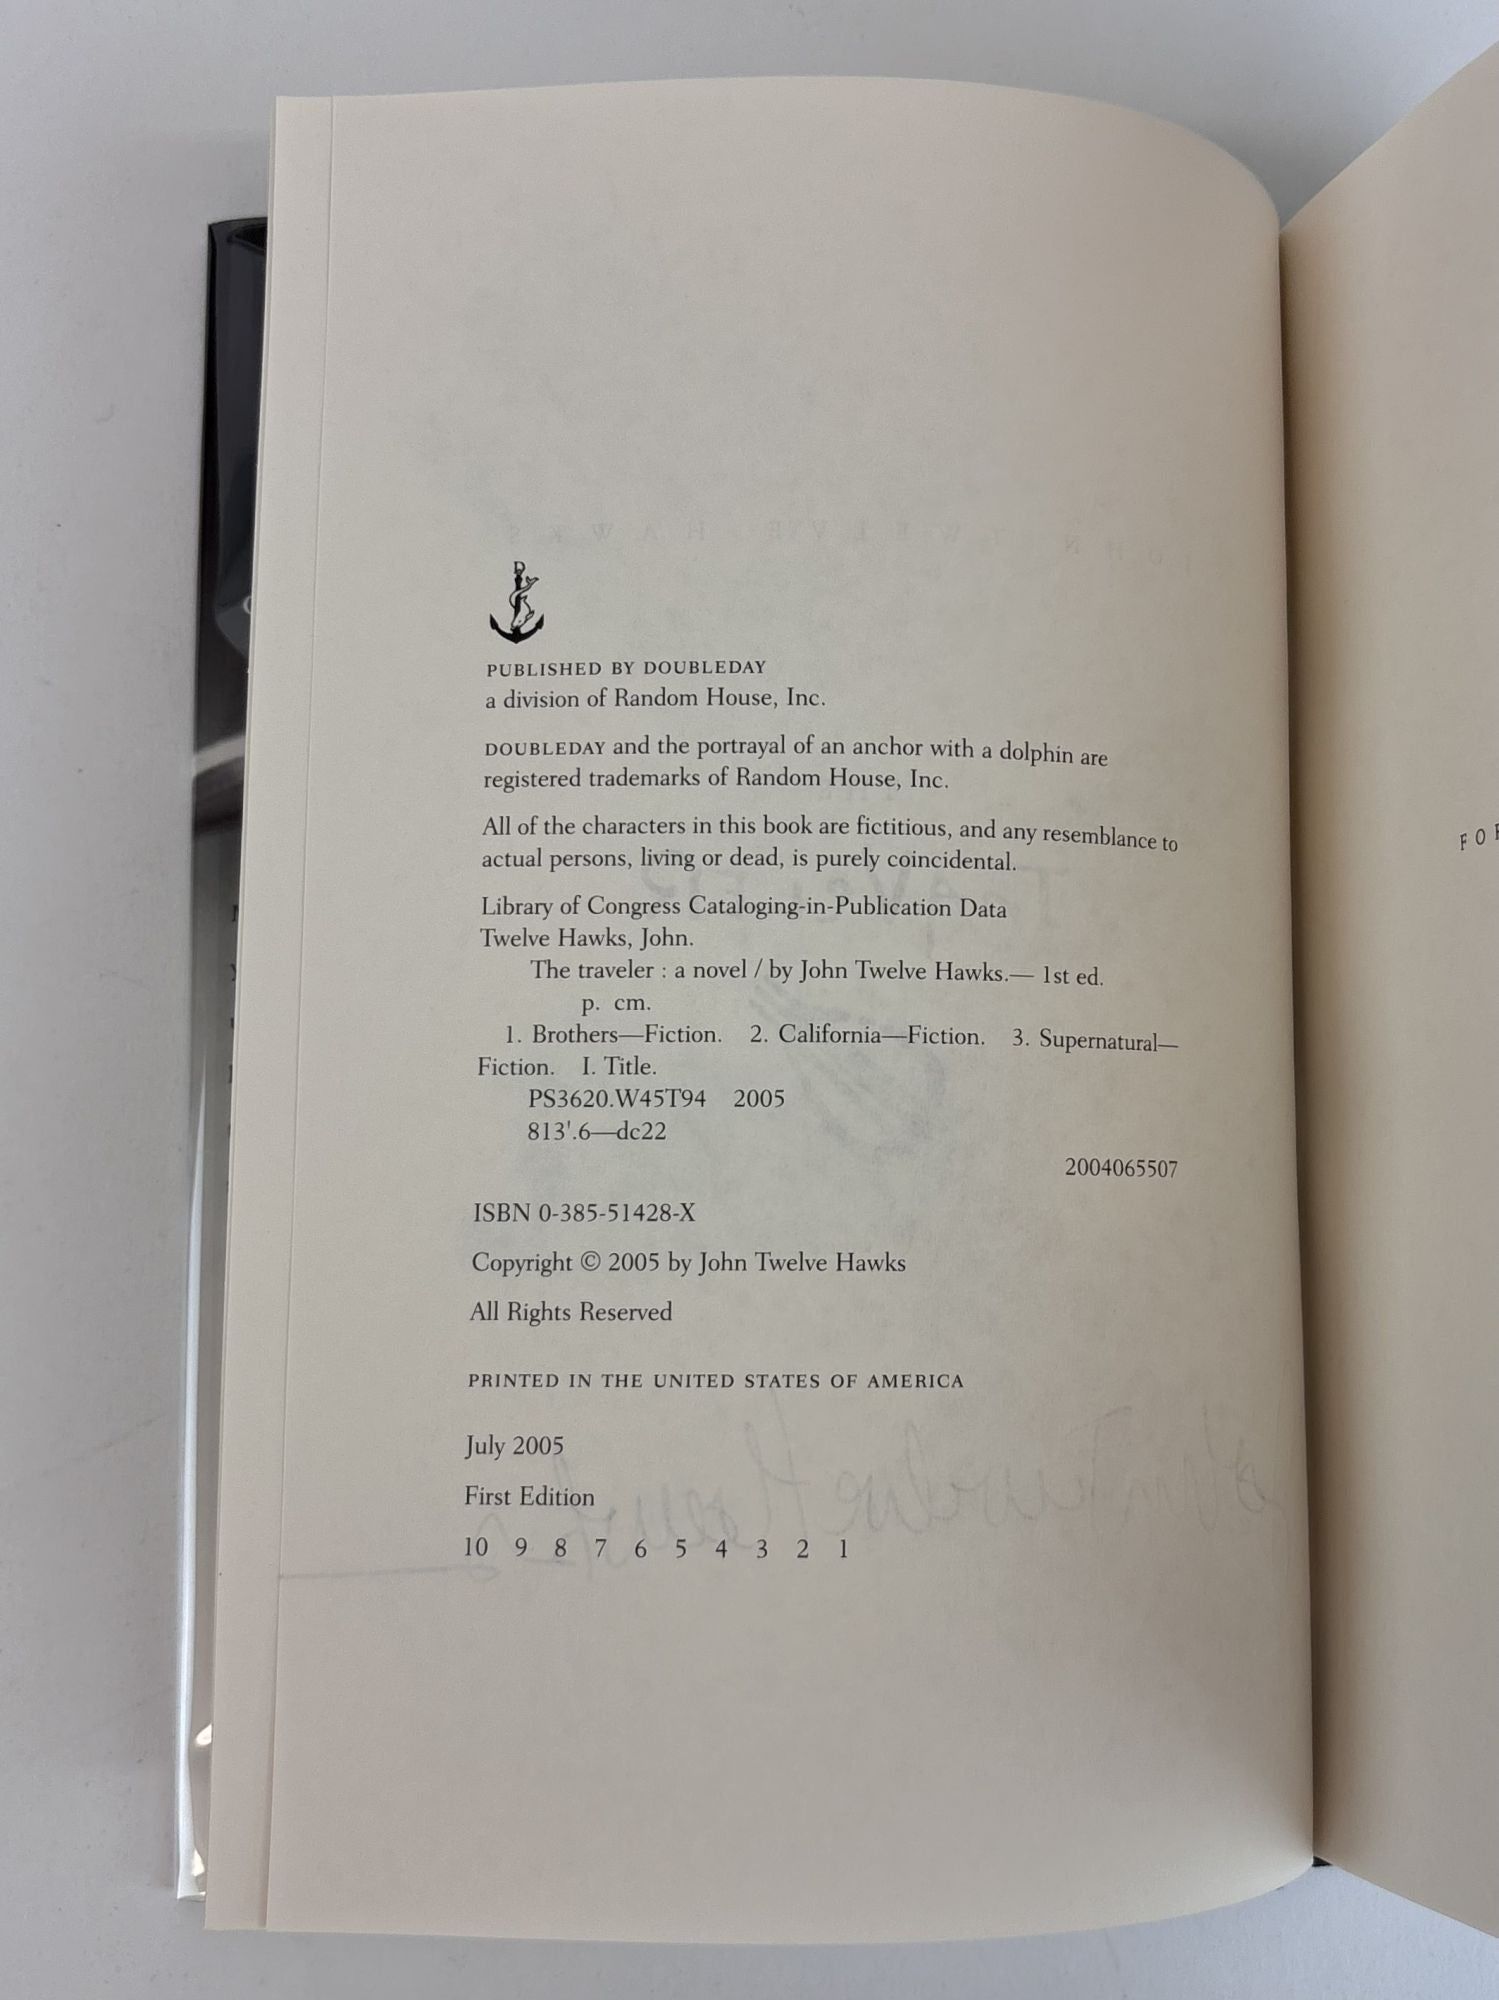 PUBLISHED BY DOUBLEDAY
a division of Random House, Inc.
DOUBLEDAY and the portrayal of an anchor with a dolphin are
registered trademarks of Random House, Inc.
All of the characters in this book are fictitious, and any resemblance to
actual persons, living or dead, is purely coincidental.
Library of Congress Cataloging-in-Publication Data
Twelve Hawks, John.
The traveler : a novel / by John Twelve Hawks.— 1st ed.
p. cm.
1. Brothers—Fiction. 2. California—Fiction. 3. Supernatural—
Fiction. I. Title.
PS3620.W45T94 2005
813'.6—dc22
2004065507
ISBN 0-385-51428-X
Copyright © 2005 by John Twelve Hawks
All Rights Reserved
PRINTED IN THE UNITED STATES OF AMERICA
July 2005
First Edition
10 9 8 7 6 5 4 3 2 1